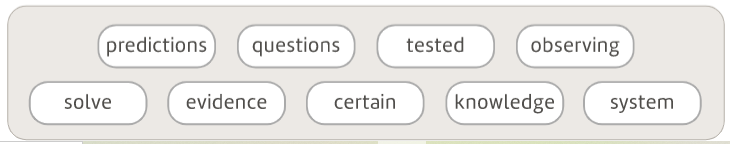 predictions questions tested observing
solve evidence certain knowledge system